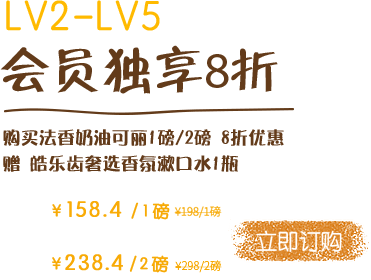 LV2-LV5
会员独享8折
购买法香奶油可丽1磅/2磅 8折优惠
赠 皓乐齿奢选香氛漱口水1瓶
¥158.4 /1磅 ¥198/1磅
立即订购
¥238.4 /2磅 ¥298/2磅